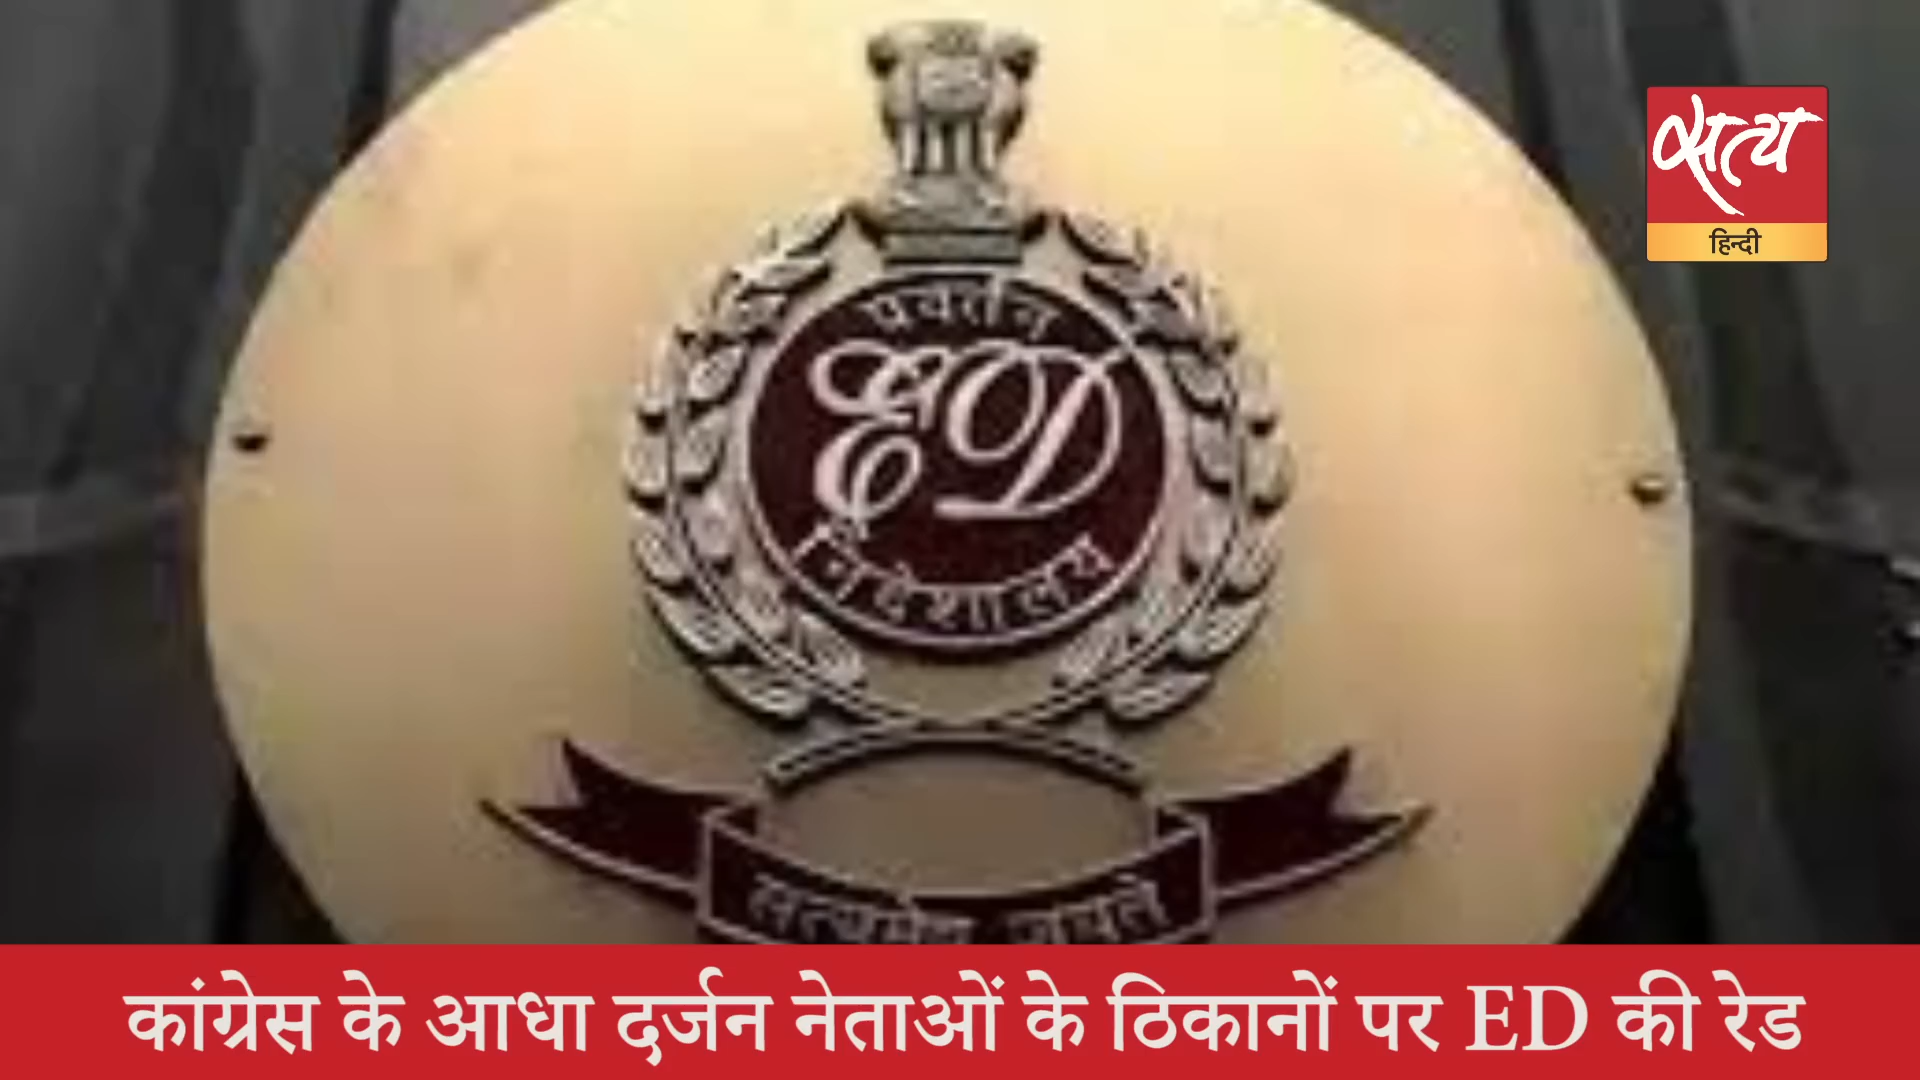 सत्य
हिन्दी
प्रवर्तन
ED
निदेशालय
सत्यमेव जयते
कांग्रेस के आधा दर्जन नेताओं के ठिकानों पर ED की रेड